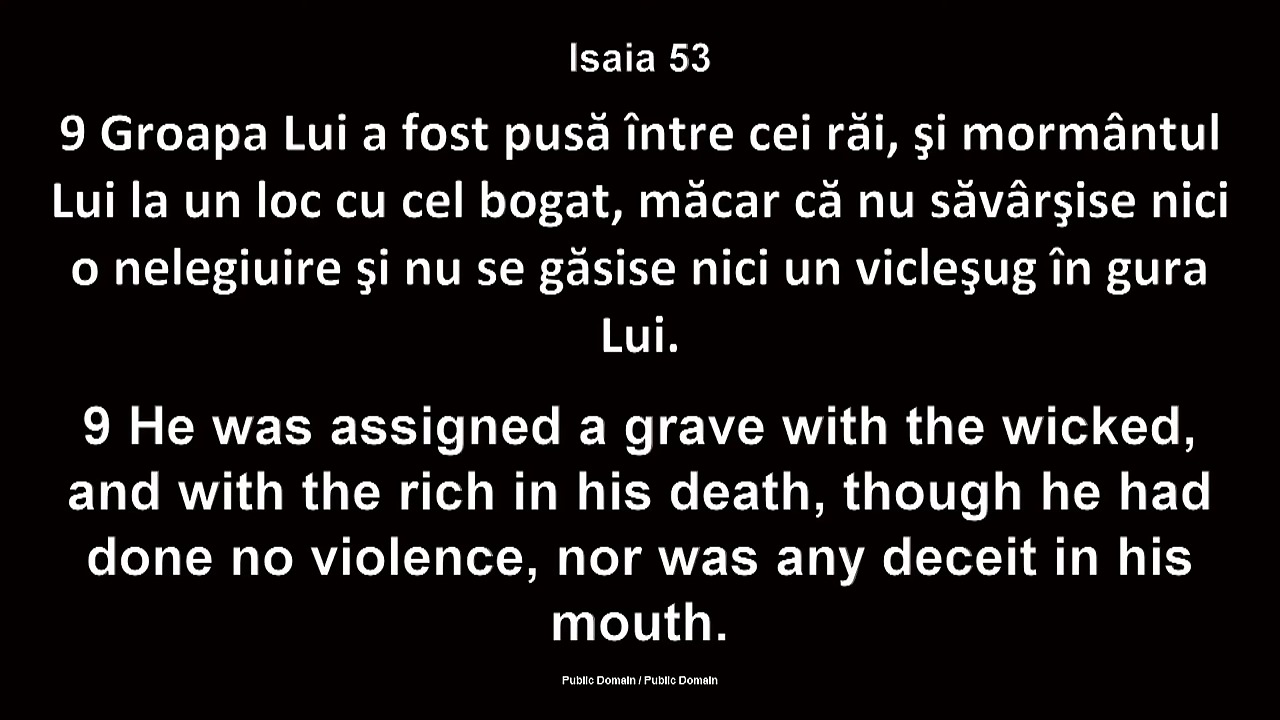 Isaia 53
9 Groapa Lui a fost pusă între cei răi, şi mormântul
Lui la un loc cu cel bogat, măcar că nu săvârşise nici
o nelegiuire şi nu se găsise nici un vicleşug în gura
Lui.
9 He was assigned a grave with the wicked,
and with the rich in his death, though he had
done no violence, nor was any deceit in his
mouth.
Public Domain / Public Domain